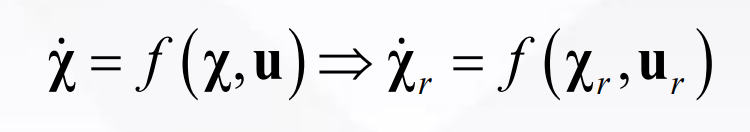 χ̇ = f(χ,u) ⇒ χ̇ᵣ = f(χᵣ,uᵣ)